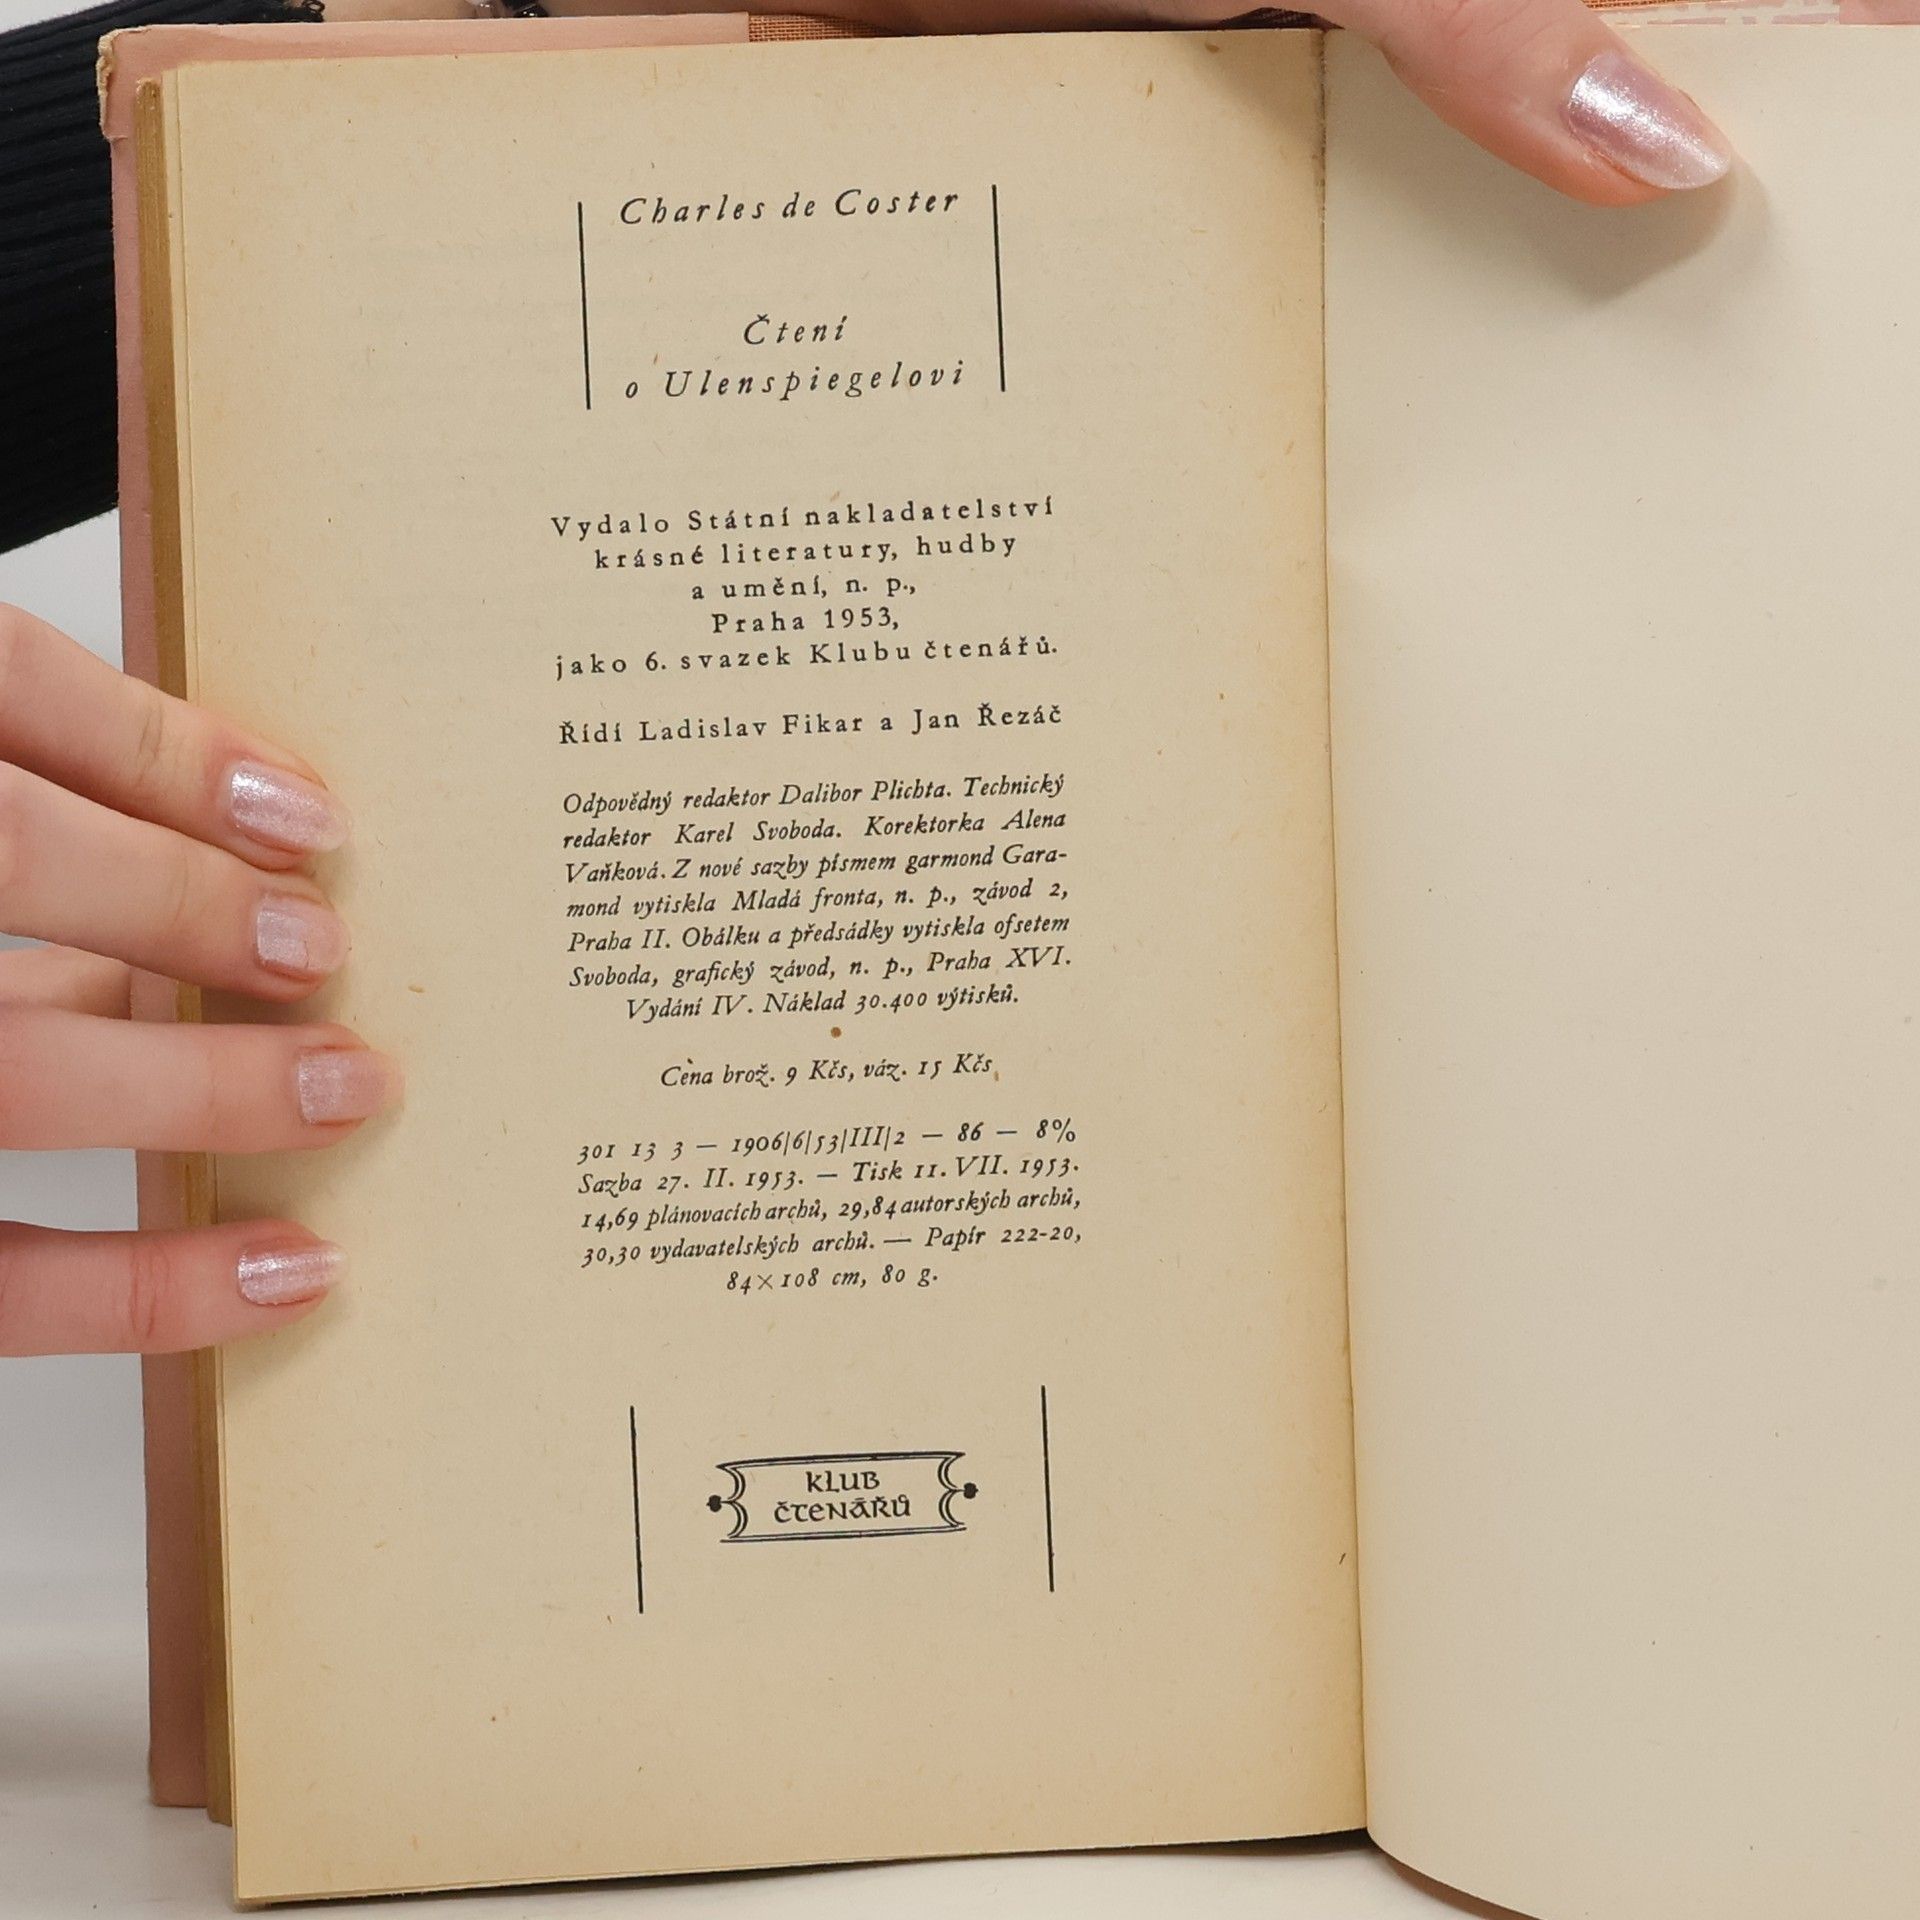 Charles de Coster
Čtení
o Ulenspiegelovi
Vydalo Státní nakladatelství
krásné literatury, hudby
a umění, n. p.,
Praha 1953,
jako 6. svazek Klubu čtenářů.
Řídí Ladislav Fikar a Jan Řezáč
Odpovědný redaktor Dalibor Plichta. Technický
redaktor Karel Svoboda. Korektorka Alena
Vaňková. Z nové sazby písmem garmond Gara-
mond vytiskla Mladá fronta, n. p., závod 2,
Praha II. Obálku a předsádky vytiskla ofsetem
Svoboda, grafický závod, n. p., Praha XVI.
Vydání IV. Náklad 30.400 výtisků.
Cena brož. 9 Kčs, váz. 15 Kčs
301 13 3 — 1906|6|53|III|2 — 86 — 8%
Sazba 27. II. 1953. — Tisk 11. VII. 1953.
14,69 plánovacích archů, 29,84 autorských archů,
30,30 vydavatelských archů. — Papír 222-20,
84×108 cm, 80 g.
KLUB
ČTENÁŘŮ